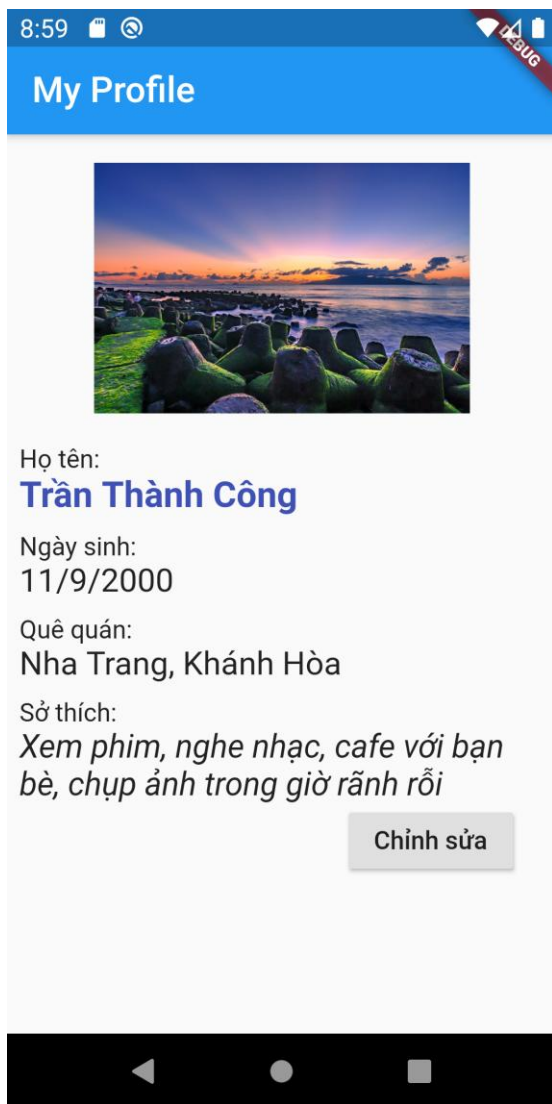 8:59
DEBUG
My Profile
Họ tên:
Trần Thành Công
Ngày sinh:
11/9/2000
Quê quán:
Nha Trang, Khánh Hòa
Sở thích:
Xem phim, nghe nhạc, cafe với bạn
bè, chụp ảnh trong giờ rãnh rỗi
Chỉnh sửa